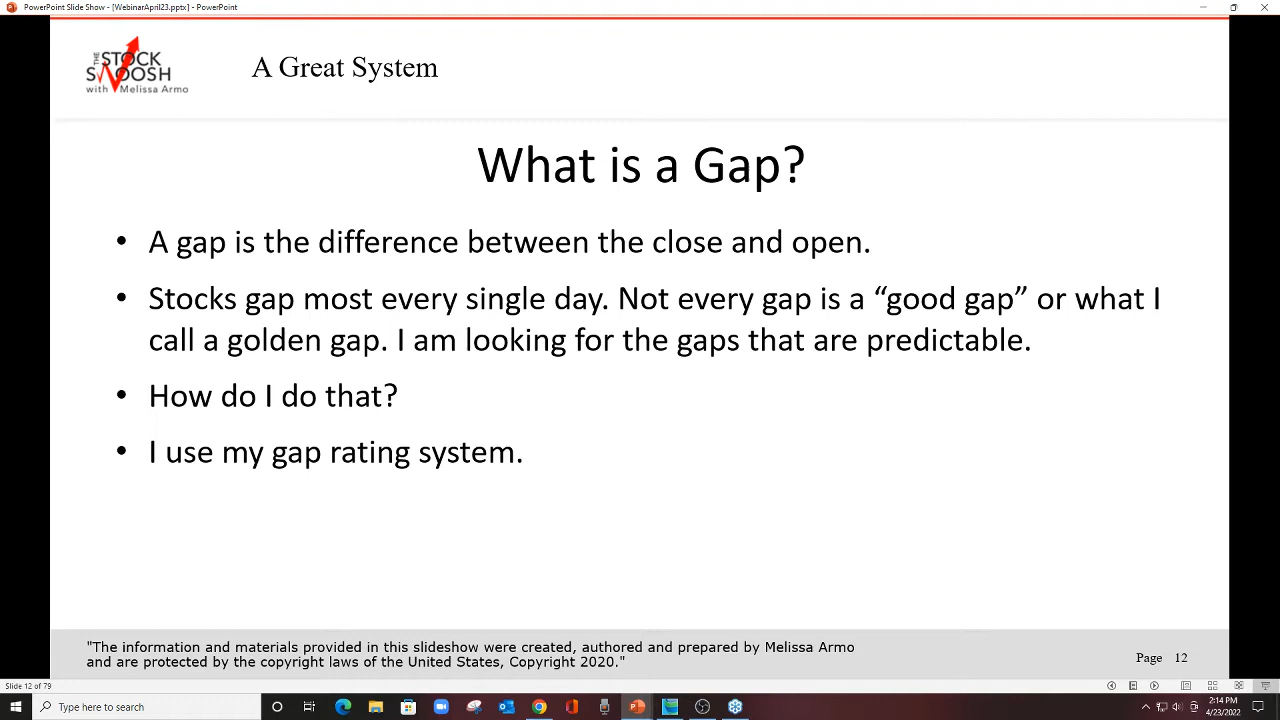 PowerPoint Slide Show - [WebinarApril23.pptx] - PowerPoint
THE
STOCK
SWOOSH
with Melissa Armo
A Great System
What is a Gap?
• A gap is the difference between the close and open.
• Stocks gap most every single day. Not every gap is a “good gap” or what I
call a golden gap. I am looking for the gaps that are predictable.
• How do I do that?
• I use my gap rating system.
"The information and materials provided in this slideshow were created, authored and prepared by Melissa Armo
and are protected by the copyright laws of the United States, Copyright 2020."
Page 12
Slide 12 of 79
Type here to search
2:14 PM
4/23/2022